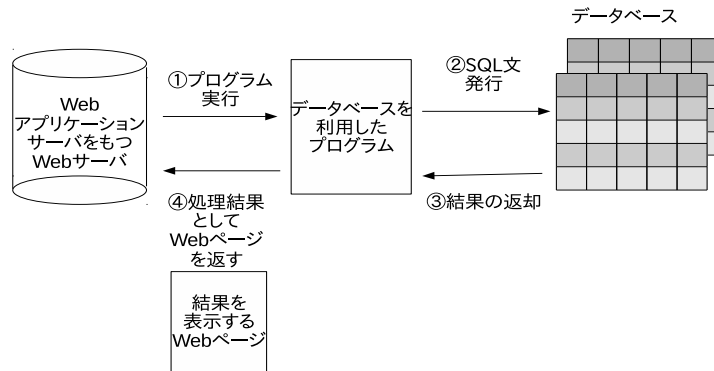 データベース
Web
アプリケーション
サーバをもつ
Webサーバ
①プログラム
実行
データベースを
利用した
プログラム
②SQL文
発行
③結果の返却
④処理結果
として
Webページ
を返す
結果を
表示する
Webページ